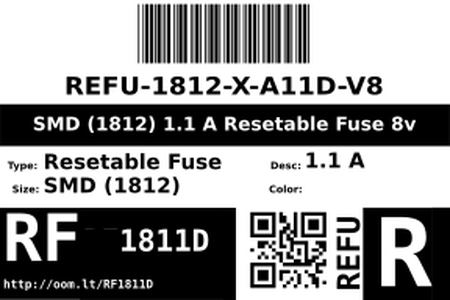 REFU-1812-X-A11D-V8
SMD (1812) 1.1 A Resetable Fuse 8v
Type: Resetable Fuse
Desc: 1.1 A
Size: SMD (1812)
Color:
RF 1811D
http://oom.lt/RF1811D
REFU
R